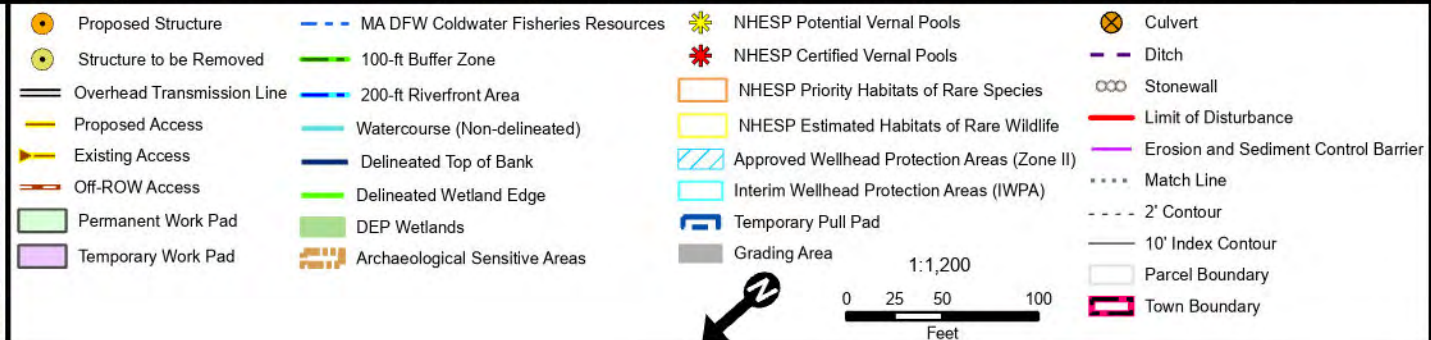 Proposed Structure
Structure to be Removed
Overhead Transmission Line
Proposed Access
Existing Access
Off-ROW Access
Permanent Work Pad
Temporary Work Pad
MA DFW Coldwater Fisheries Resources
100-ft Buffer Zone
200-ft Riverfront Area
Watercourse (Non-delineated)
Delineated Top of Bank
Delineated Wetland Edge
DEP Wetlands
Archaeological Sensitive Areas
NHESP Potential Vernal Pools
NHESP Certified Vernal Pools
NHESP Priority Habitats of Rare Species
NHESP Estimated Habitats of Rare Wildlife
Approved Wellhead Protection Areas (Zone II)
Interim Wellhead Protection Areas (IWPA)
Temporary Pull Pad
Grading Area
N
1:1,200
0 25 50 100
Feet
Culvert
Ditch
Stonewall
Limit of Disturbance
Erosion and Sediment Control Barrier
Match Line
2' Contour
10' Index Contour
Parcel Boundary
Town Boundary